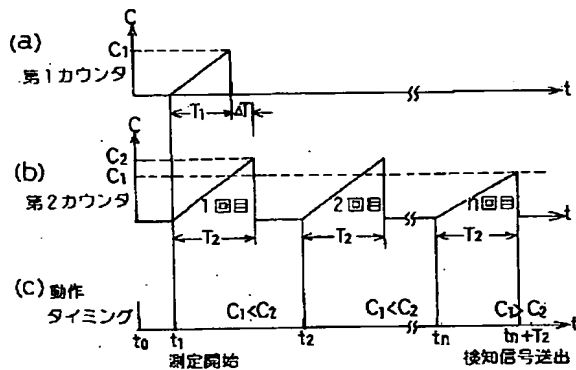 (a)
C
C1
第1カウンタ
T1
ΔT
t
(b)
C
C2
C1
第2カウンタ
1回目
2回目
n回目
T2
T2
T2
t
(c) 動作
タイミング
C1<C2
C1<C2
C1>C2
t
t0
t1
t2
tn
tn+T2
測定開始
検知信号送出